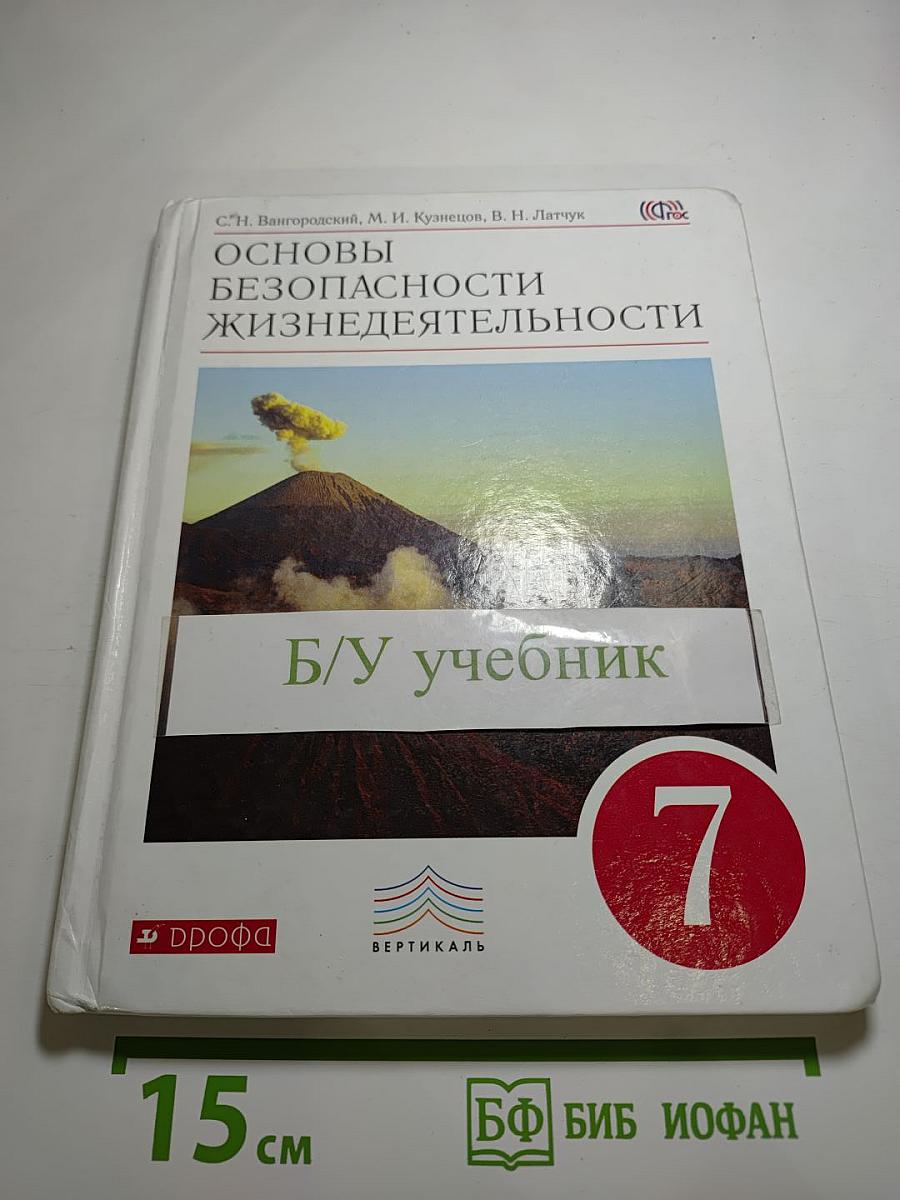 С. Н. Вангородский, М. И. Кузнецов, В. Н. Латчук
ФГОС
ОСНОВЫ
БЕЗОПАСНОСТИ
ЖИЗНЕДЕЯТЕЛЬНОСТИ
Б/У учебник
7
ДРОФА
ВЕРТИКАЛЬ
15 см
БФ БИБ ИОФАН